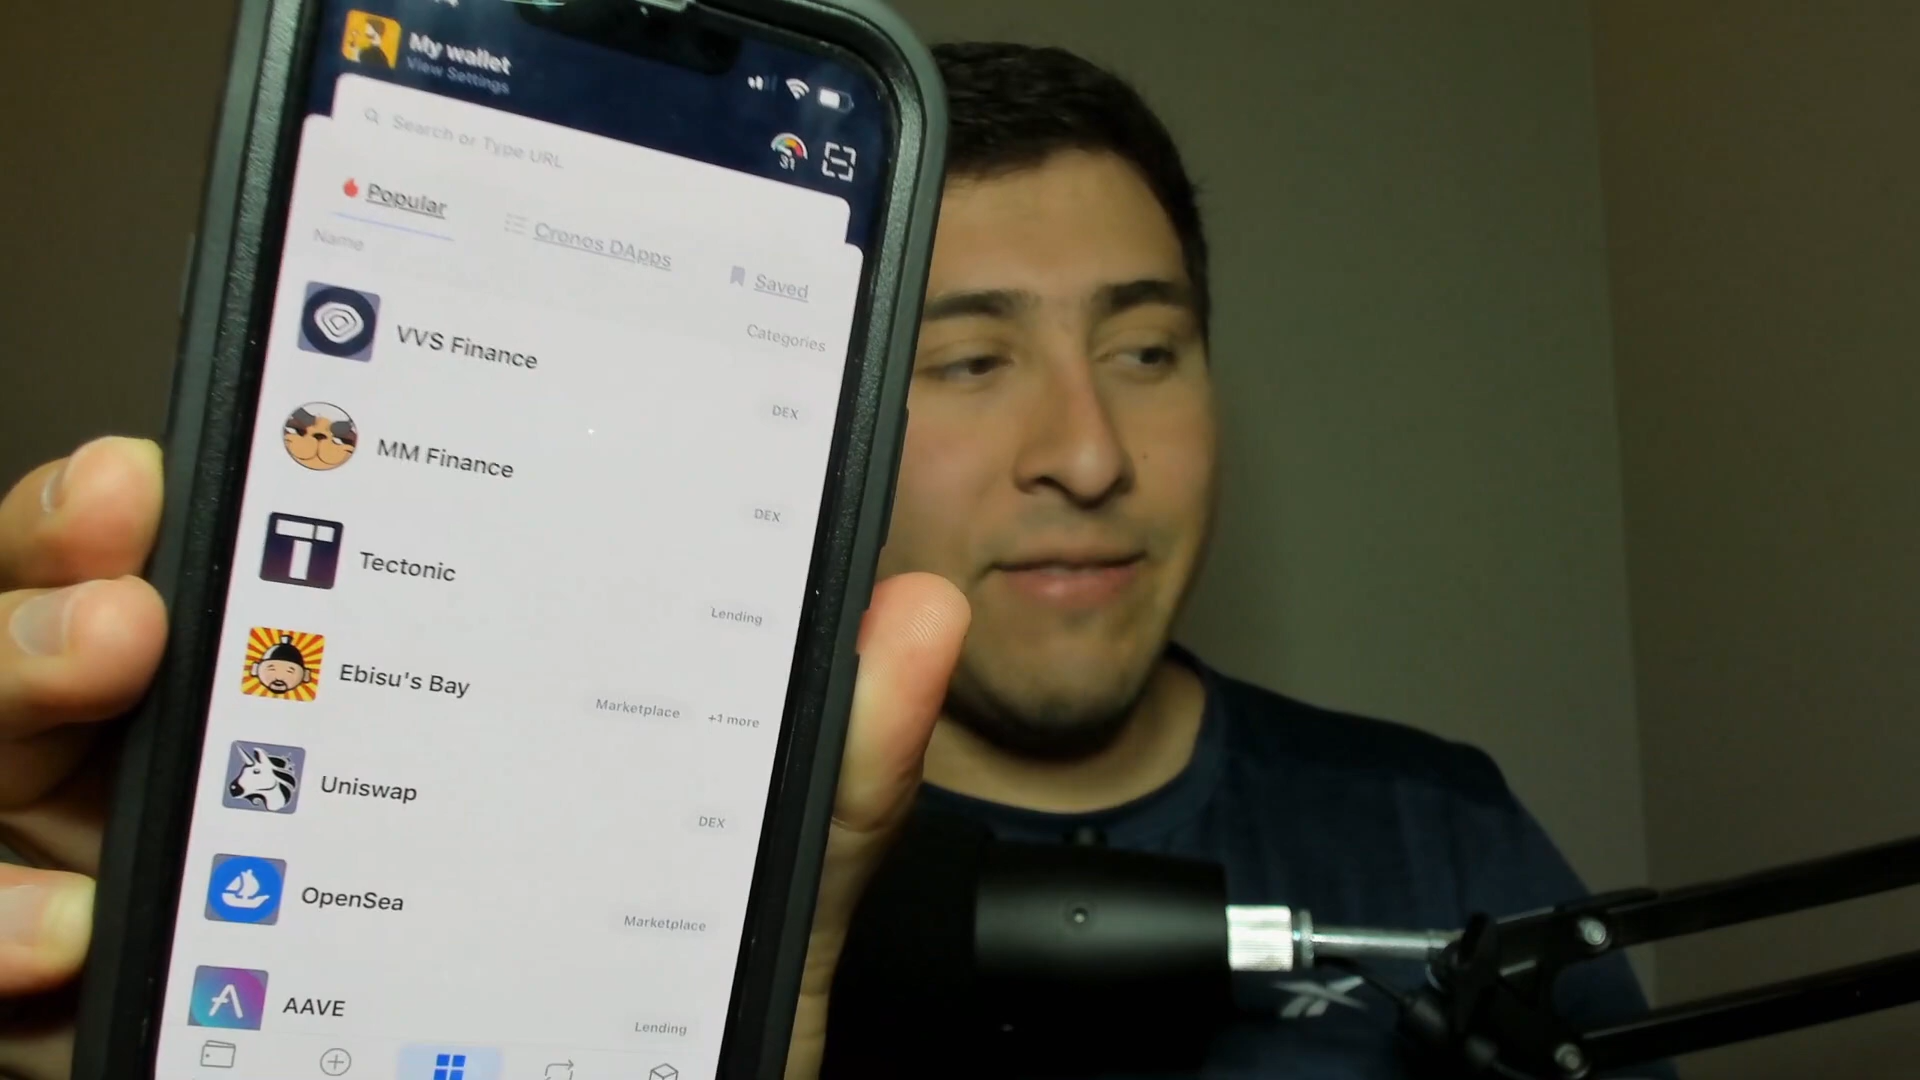 My wallet
View Settings
Search or Type URL
31
Popular
Cronos DApps
Saved
Name
Categories
VVS Finance
DEX
MM Finance
DEX
Tectonic
Lending
Ebisu's Bay
Marketplace
+1 more
Uniswap
DEX
OpenSea
Marketplace
AAVE
Lending